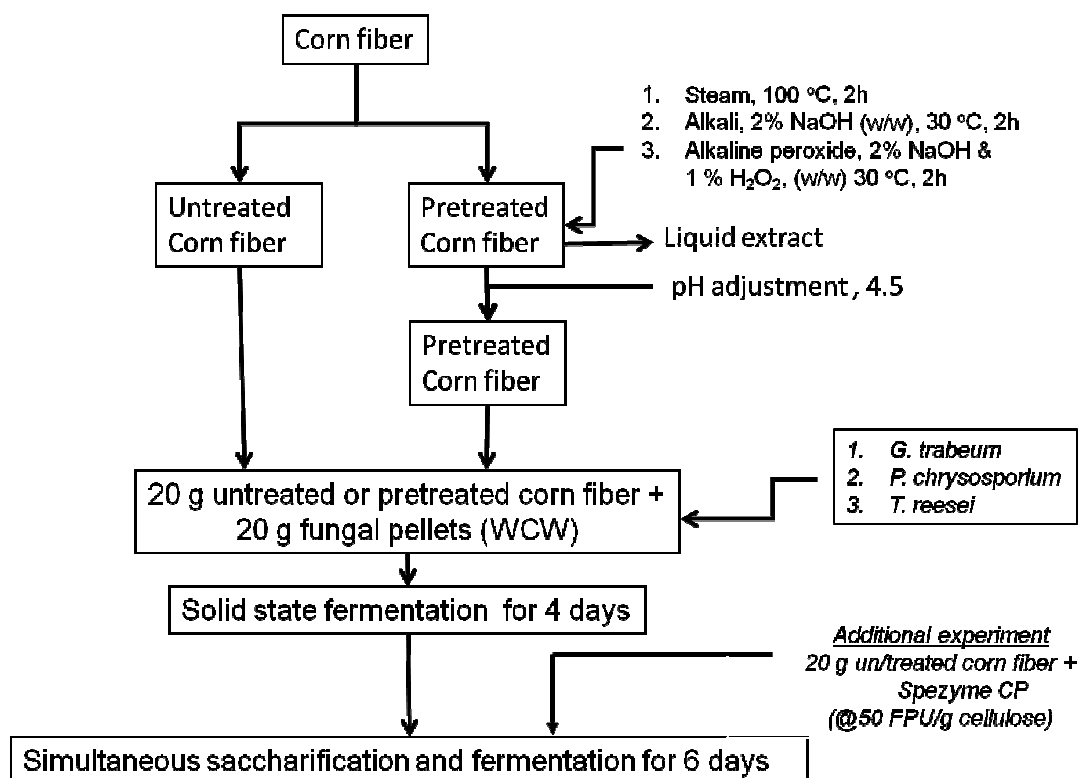 Corn fiber
1. Steam, 100 °C, 2h
2. Alkali, 2% NaOH (w/w), 30 °C, 2h
3. Alkaline peroxide, 2% NaOH &
1 % H₂O₂, (w/w) 30 °C, 2h
Untreated
Corn fiber
Pretreated
Corn fiber
Liquid extract
pH adjustment , 4.5
Pretreated
Corn fiber
1. G. trabeum
2. P. chrysosporium
3. T. reesei
20 g untreated or pretreated corn fiber +
20 g fungal pellets (WCW)
Solid state fermentation for 4 days
Additional experiment
20 g un/treated corn fiber +
Spezyme CP
(@50 FPU/g cellulose)
Simultaneous saccharification and fermentation for 6 days